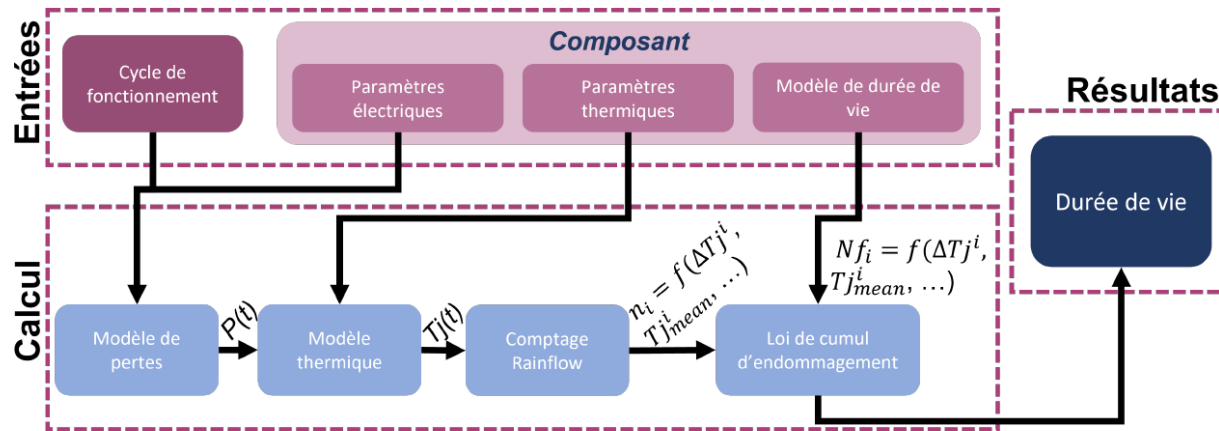 Entrées
Composant
Cycle de
fonctionnement
Paramètres
électriques
Paramètres
thermiques
Modèle de durée de
vie
Résultats
Durée de vie
Calcul
Modèle de
pertes
P(t)
Modèle
thermique
Tj(t)
Comptage
Rainflow
n_i = f(ΔTj^i,
Tj^i_mean, …)
Loi de cumul
d'endommagement
Nf_i = f(ΔTj^i,
Tj^i_mean, …)